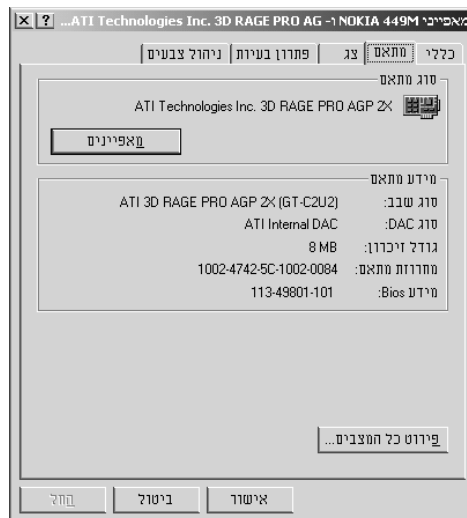 מאפייני NOKIA 449M ו- ATI Technologies Inc. 3D RAGE PRO AG...
כללי מתאם צג פתרון בעיות ניהול צבעים
סוג מתאם
ATI Technologies Inc. 3D RAGE PRO AGP 2X
מאפיינים
מידע מתאם
סוג שבב: ATI 3D RAGE PRO AGP 2X (GT-C2U2)
סוג DAC: ATI Internal DAC
גודל זיכרון: 8 MB
מחרוזת מתאם: 1002-4742-5C-1002-0084
מידע Bios: 113-49801-101
פירוט כל המצבים...
אישור ביטול החל